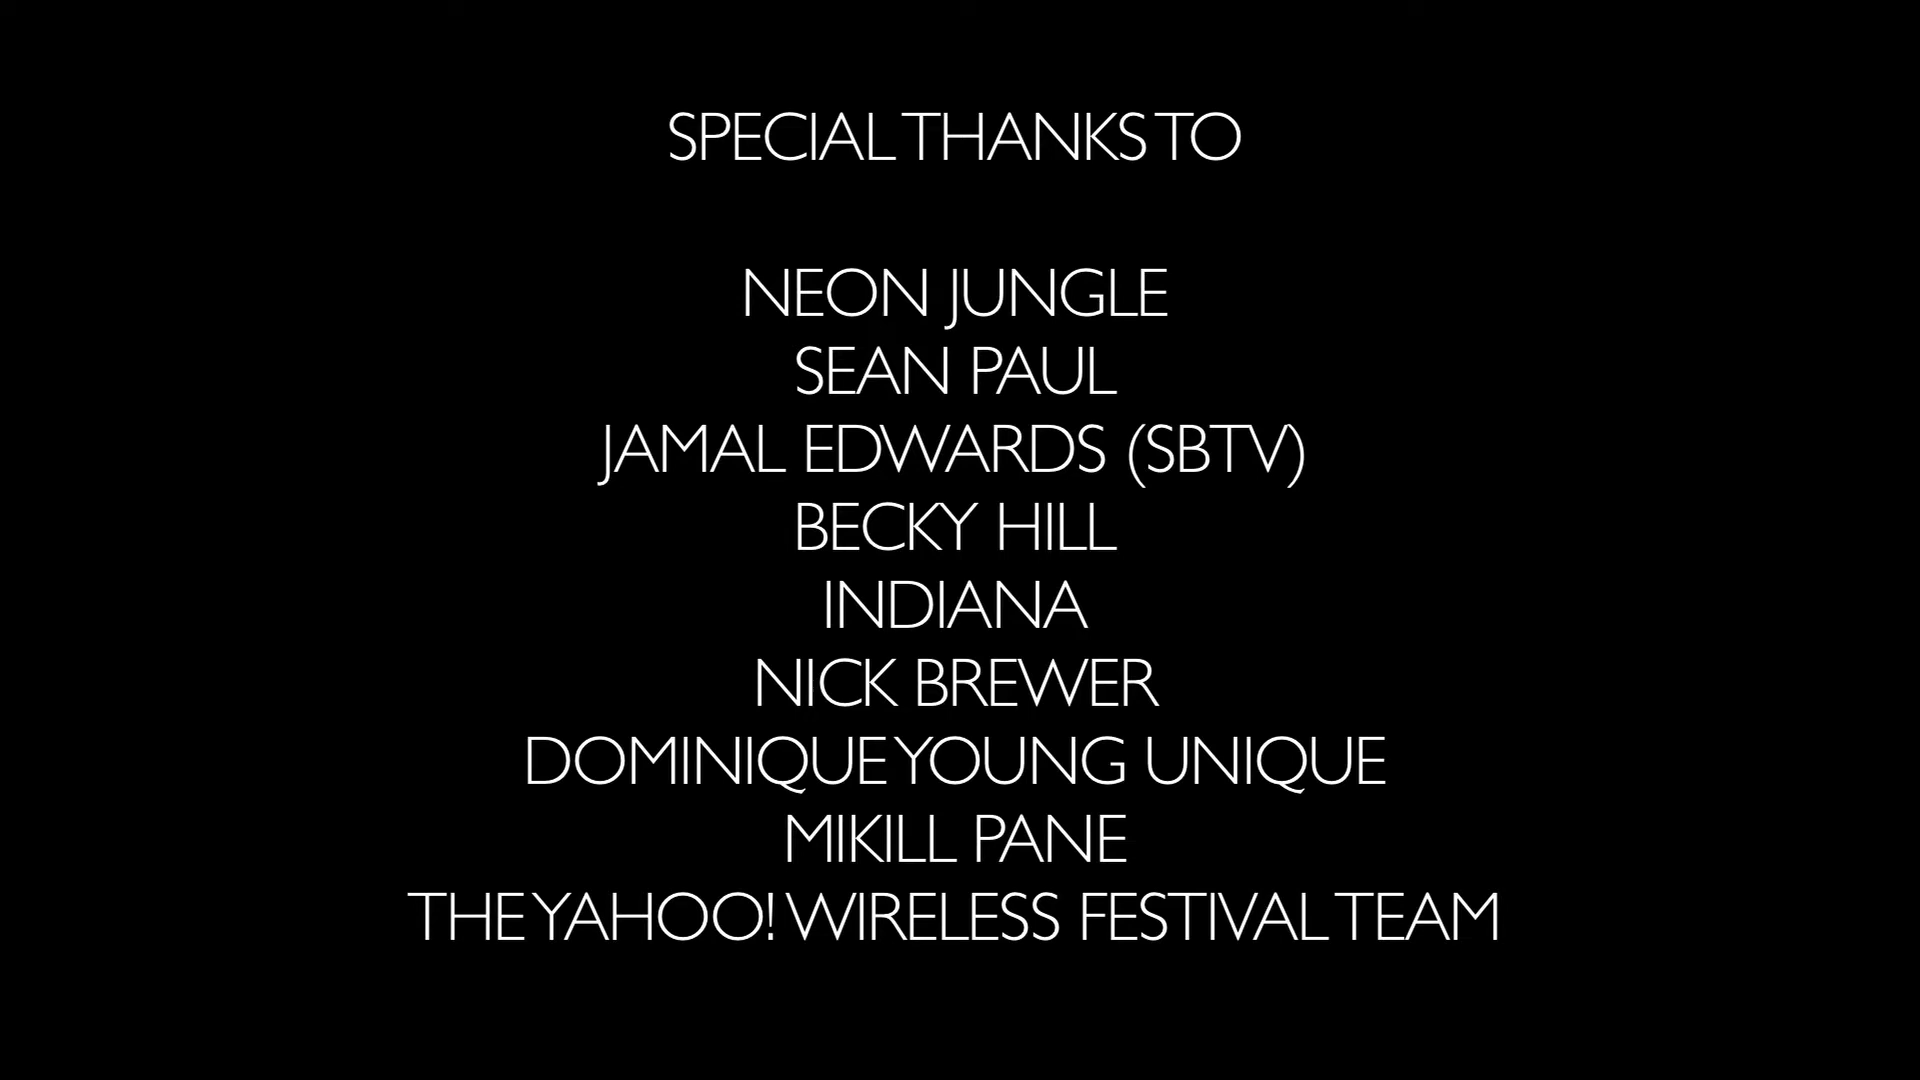 SPECIAL THANKS TO
NEON JUNGLE
SEAN PAUL
JAMAL EDWARDS (SBTV)
BECKY HILL
INDIANA
NICK BREWER
DOMINIQUE YOUNG UNIQUE
MIKILL PANE
THE YAHOO! WIRELESS FESTIVAL TEAM